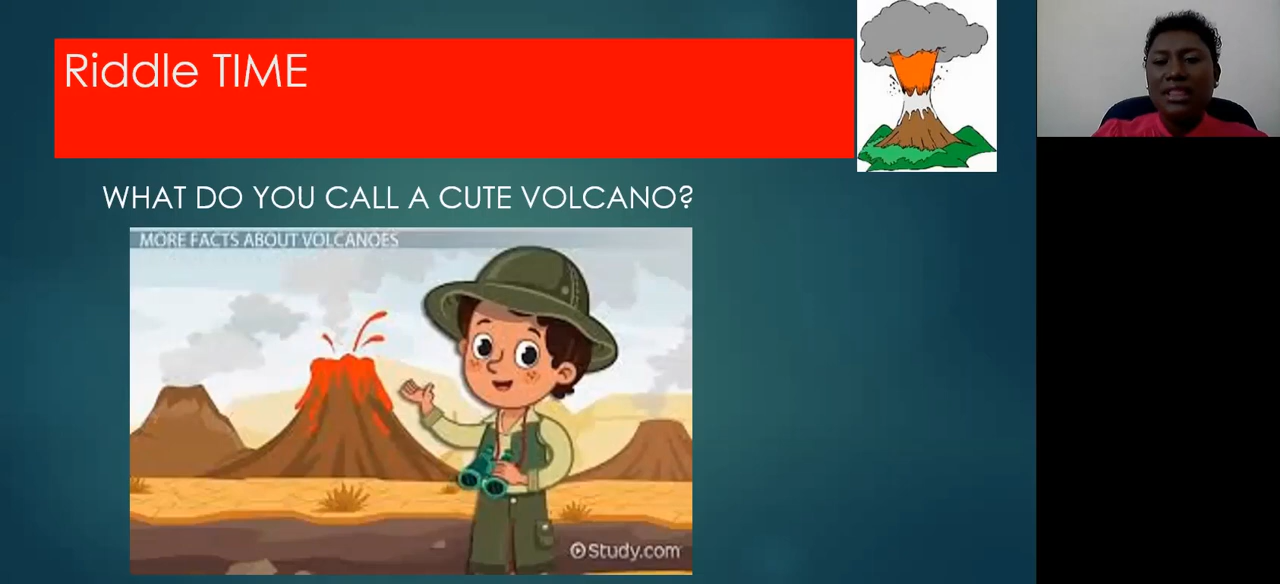 Riddle TIME
WHAT DO YOU CALL A CUTE VOLCANO?
MORE FACTS ABOUT VOLCANOES
Study.com